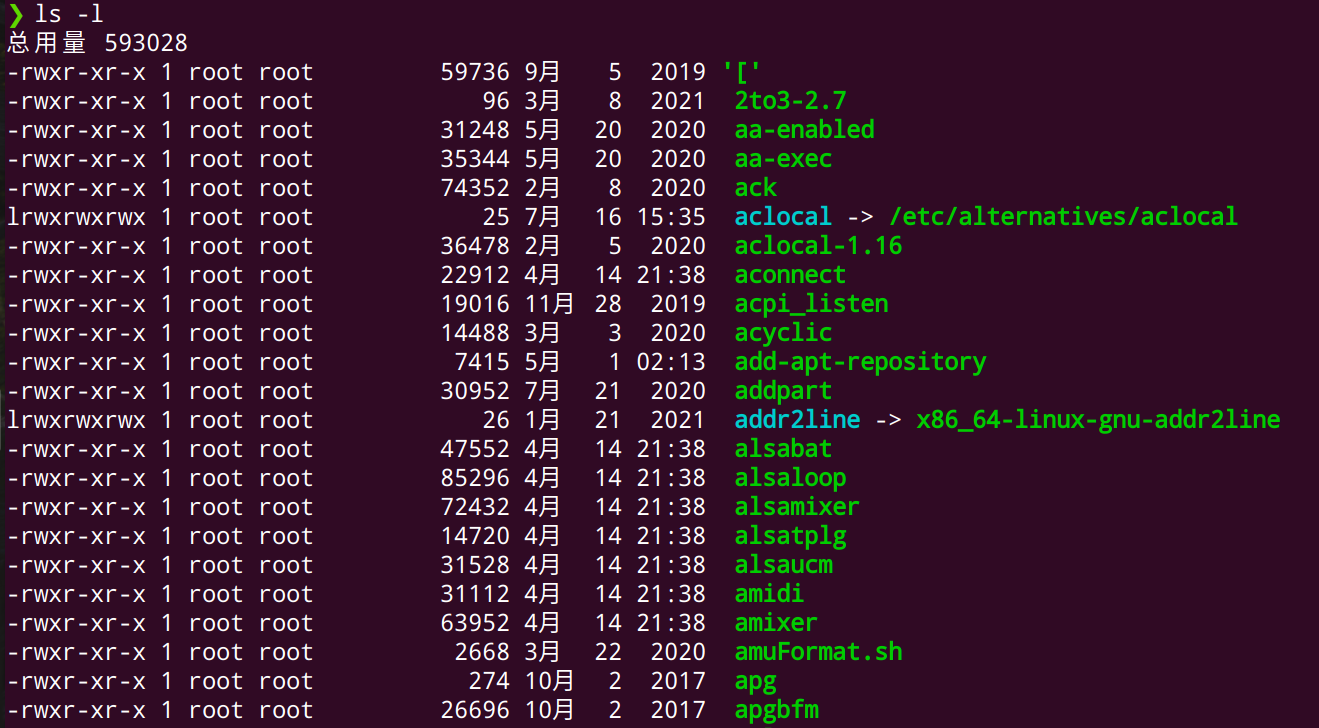 ❯ ls -l
总用量 593028
-rwxr-xr-x 1 root root 59736 9月 5 2019 '['
-rwxr-xr-x 1 root root 96 3月 8 2021 2to3-2.7
-rwxr-xr-x 1 root root 31248 5月 20 2020 aa-enabled
-rwxr-xr-x 1 root root 35344 5月 20 2020 aa-exec
-rwxr-xr-x 1 root root 74352 2月 8 2020 ack
lrwxrwxrwx 1 root root 25 7月 16 15:35 aclocal -> /etc/alternatives/aclocal
-rwxr-xr-x 1 root root 36478 2月 5 2020 aclocal-1.16
-rwxr-xr-x 1 root root 22912 4月 14 21:38 aconnect
-rwxr-xr-x 1 root root 19016 11月 28 2019 acpi_listen
-rwxr-xr-x 1 root root 14488 3月 3 2020 acyclic
-rwxr-xr-x 1 root root 7415 5月 1 02:13 add-apt-repository
-rwxr-xr-x 1 root root 30952 7月 21 2020 addpart
lrwxrwxrwx 1 root root 26 1月 21 2021 addr2line -> x86_64-linux-gnu-addr2line
-rwxr-xr-x 1 root root 47552 4月 14 21:38 alsabat
-rwxr-xr-x 1 root root 85296 4月 14 21:38 alsaloop
-rwxr-xr-x 1 root root 72432 4月 14 21:38 alsamixer
-rwxr-xr-x 1 root root 14720 4月 14 21:38 alsatplg
-rwxr-xr-x 1 root root 31528 4月 14 21:38 alsaucm
-rwxr-xr-x 1 root root 31112 4月 14 21:38 amidi
-rwxr-xr-x 1 root root 63952 4月 14 21:38 amixer
-rwxr-xr-x 1 root root 2668 3月 22 2020 amuFormat.sh
-rwxr-xr-x 1 root root 274 10月 2 2017 apg
-rwxr-xr-x 1 root root 26696 10月 2 2017 apgbfm